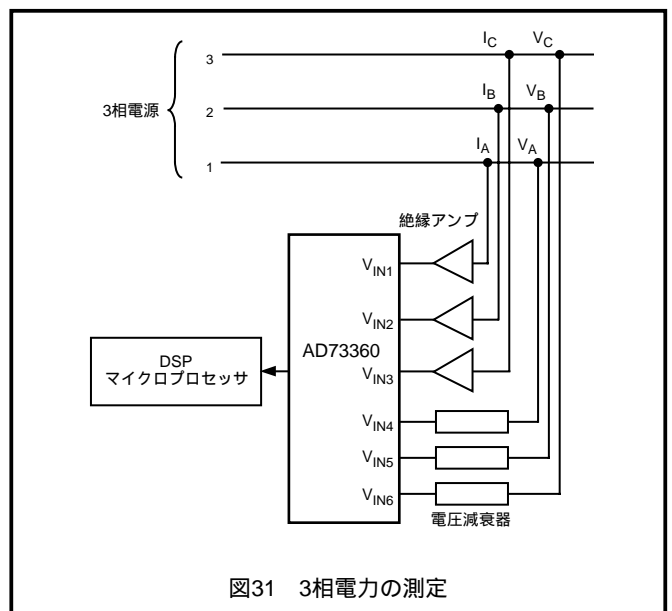 I_C V_C
3
I_B V_B
3相電源
2
I_A V_A
1
絶縁アンプ
V_IN1
V_IN2
AD73360
DSP
マイクロプロセッサ
V_IN3
V_IN4
V_IN5
V_IN6
電圧減衰器
図31 3相電力の測定